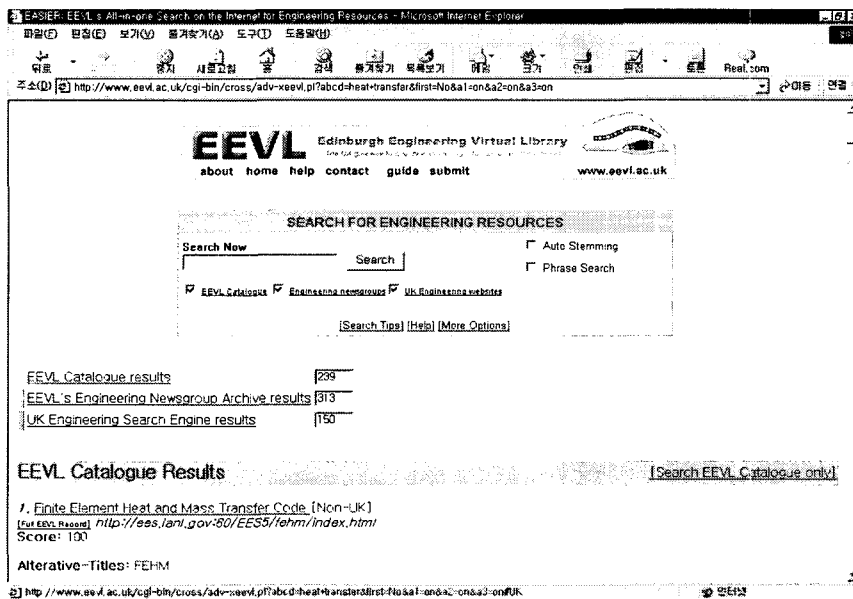 EASIER: EEVL's All-in-one Search on the Internet for Engineering Resources - Microsoft Internet Explorer
파일(F) 편집(E) 보기(V) 즐겨찾기(A) 도구(T) 도움말(H)
뒤로 정지 새로고침 홈 검색 즐겨찾기 목록보기 메일 크기 인쇄 편집 토론 Real.com
주소(D) http://www.eevl.ac.uk/cgi-bin/cross/adv-xeevl.pl?abcd=heat+transfer&first=No&a1=on&a2=on&a3=on 이동 연결
EEVL Edinburgh Engineering Virtual Library
about home help contact guide submit www.eevl.ac.uk
SEARCH FOR ENGINEERING RESOURCES
Search Now
Search
Auto Stemming
Phrase Search
EEVL Catalogue Engineering newsgroups UK Engineering websites
[Search Tips] [Help] [More Options]
EEVL Catalogue results 239
EEVL's Engineering Newsgroup Archive results 313
UK Engineering Search Engine results 150
EEVL Catalogue Results [Search EEVL Catalogue only]
1. Finite Element Heat and Mass Transfer Code [Non-UK]
[Full EEVL Record] http://ees.lanl.gov:80/EES5/fehm/index.html
Score: 100
Alterative-Titles: FEHM
http://www.eevl.ac.uk/cgi-bin/cross/adv-xeevl.pl?abcd=heat+transfer&first=No&a1=on&a2=on&a3=on#UK 인터넷